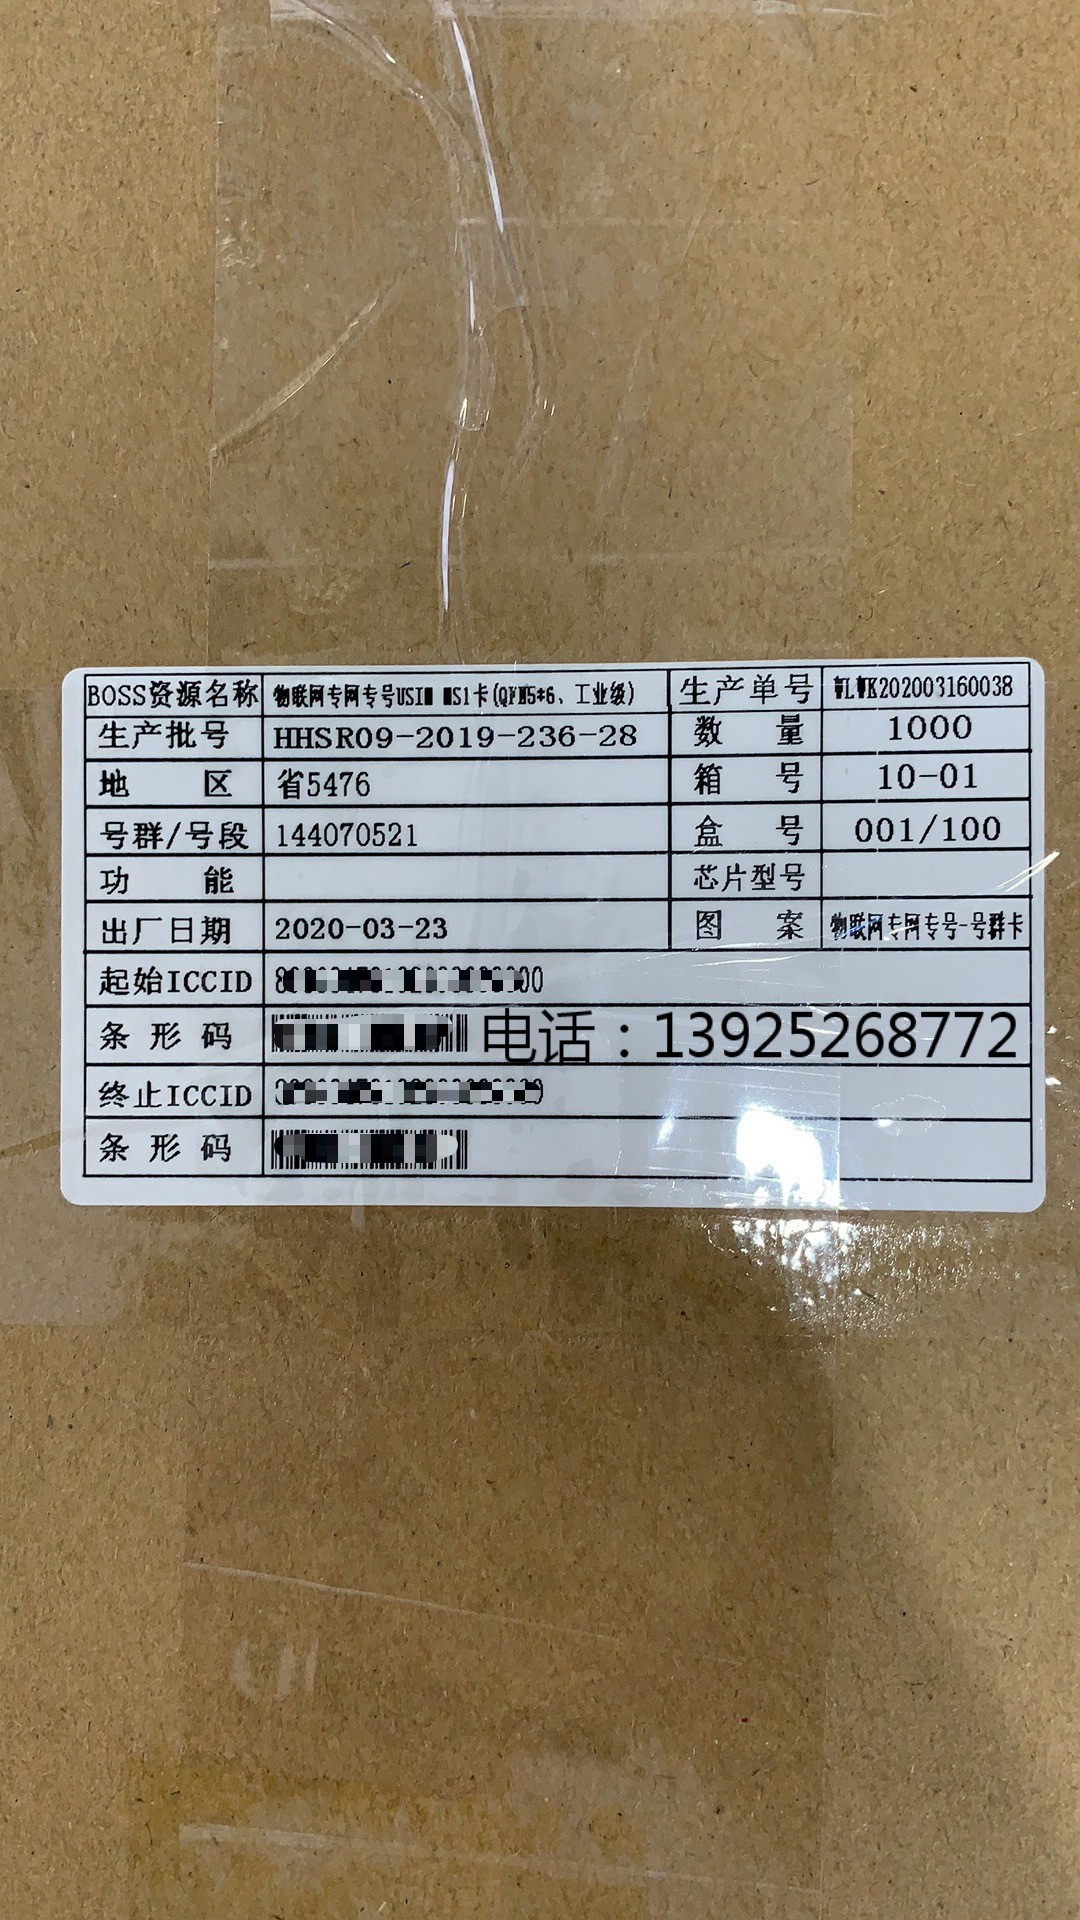 BOSS资源名称 物联网专网专号USIM MS1卡(QFN5*6、工业级) 生产单号 WLWK202003160038
生产批号 HHSR09-2019-236-28 数 量 1000
地 区 省5476 箱 号 10-01
号群/号段 144070521 盒 号 001/100
功 能 芯片型号
出厂日期 2020-03-23 图 案 物联网专网专号-号群卡
起始ICCID
条 形 码 电话：13925268772
终止ICCID
条 形 码